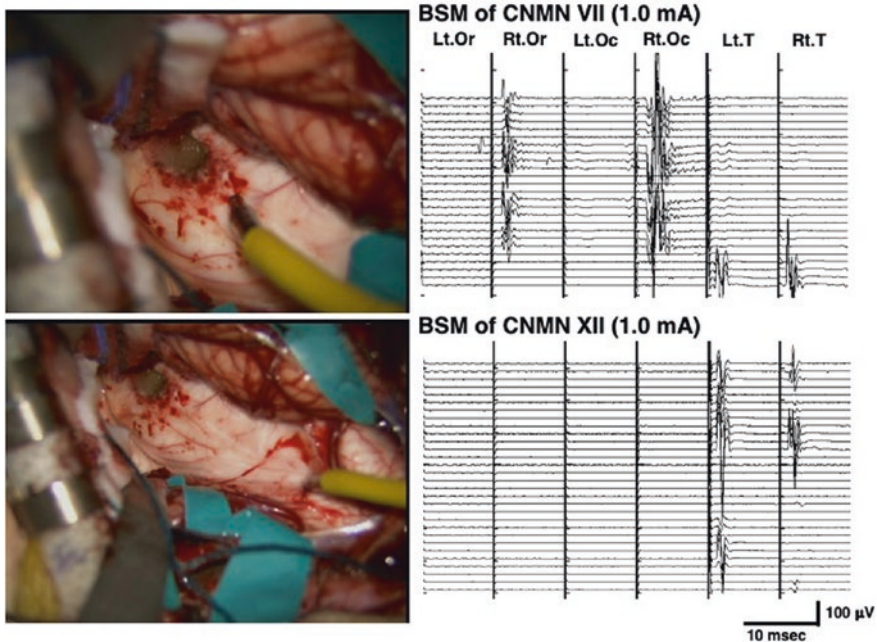 BSM of CNMN VII (1.0 mA)
Lt.Or Rt.Or Lt.Oc Rt.Oc Lt.T Rt.T
BSM of CNMN XII (1.0 mA)
100 µV
10 msec